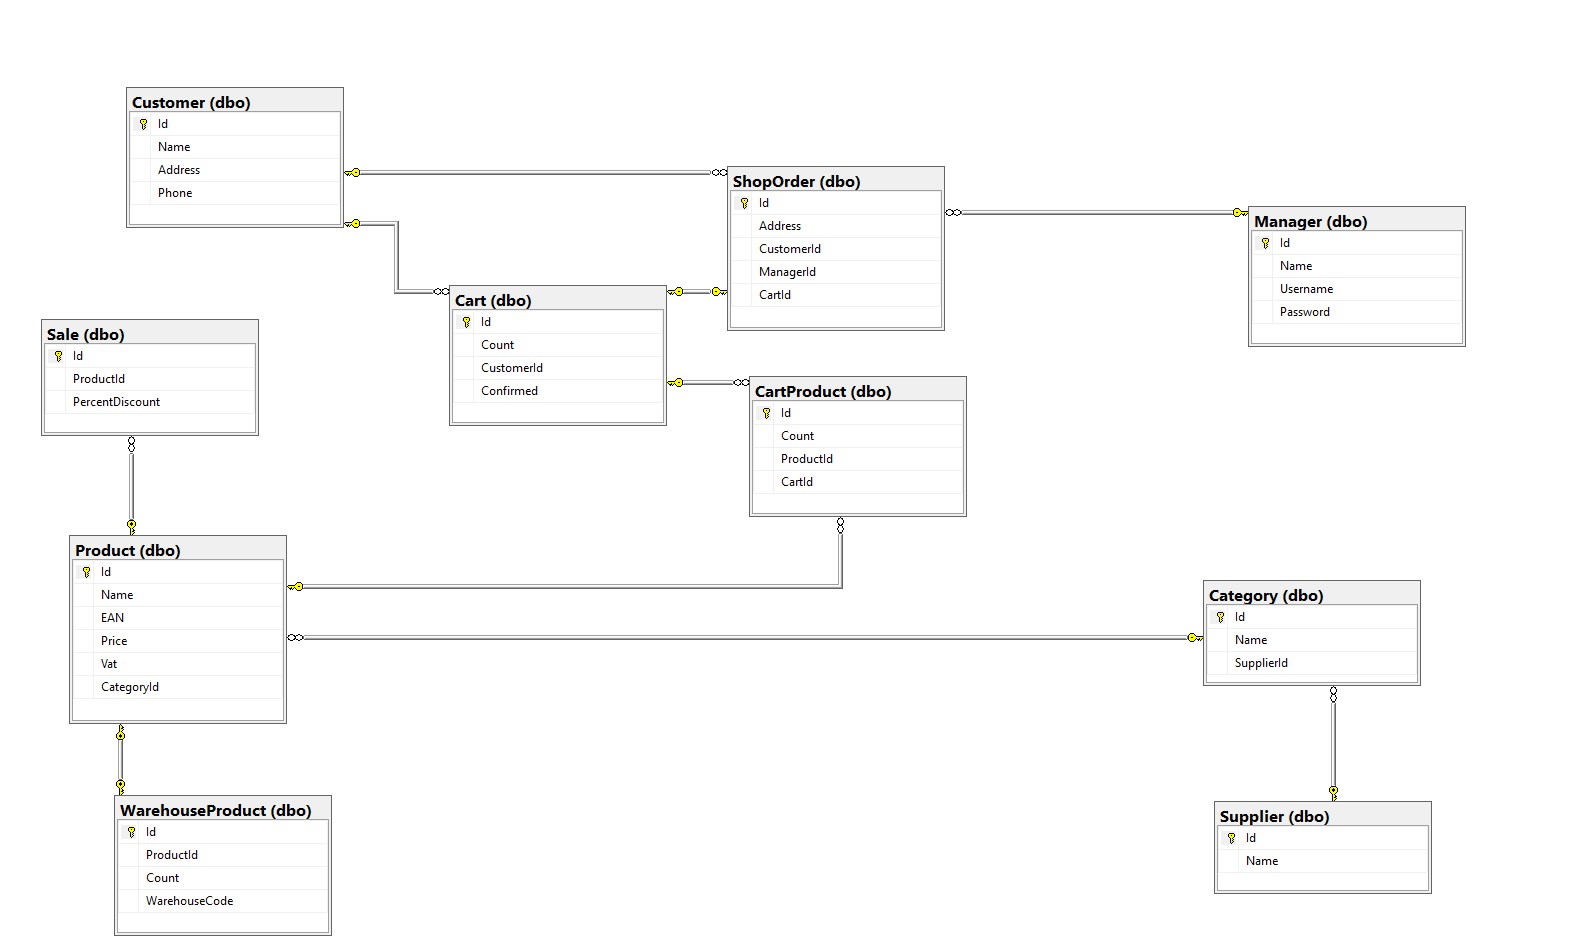 Customer (dbo)
Id
Name
Address
Phone
ShopOrder (dbo)
Id
Address
CustomerId
ManagerId
CartId
Manager (dbo)
Id
Name
Username
Password
Cart (dbo)
Id
Count
CustomerId
Confirmed
Sale (dbo)
Id
ProductId
PercentDiscount
CartProduct (dbo)
Id
Count
ProductId
CartId
Product (dbo)
Id
Name
EAN
Price
Vat
CategoryId
Category (dbo)
Id
Name
SupplierId
WarehouseProduct (dbo)
Id
ProductId
Count
WarehouseCode
Supplier (dbo)
Id
Name